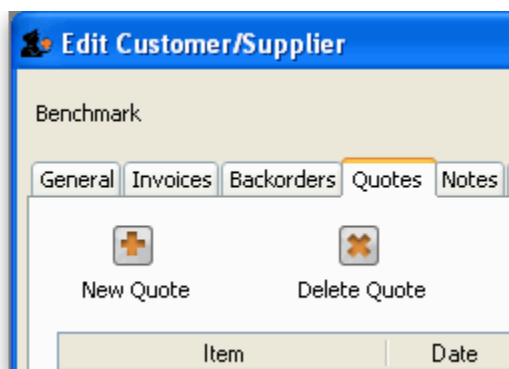 Edit Customer/Supplier
Benchmark
General Invoices Backorders Quotes Notes
New Quote Delete Quote
Item Date